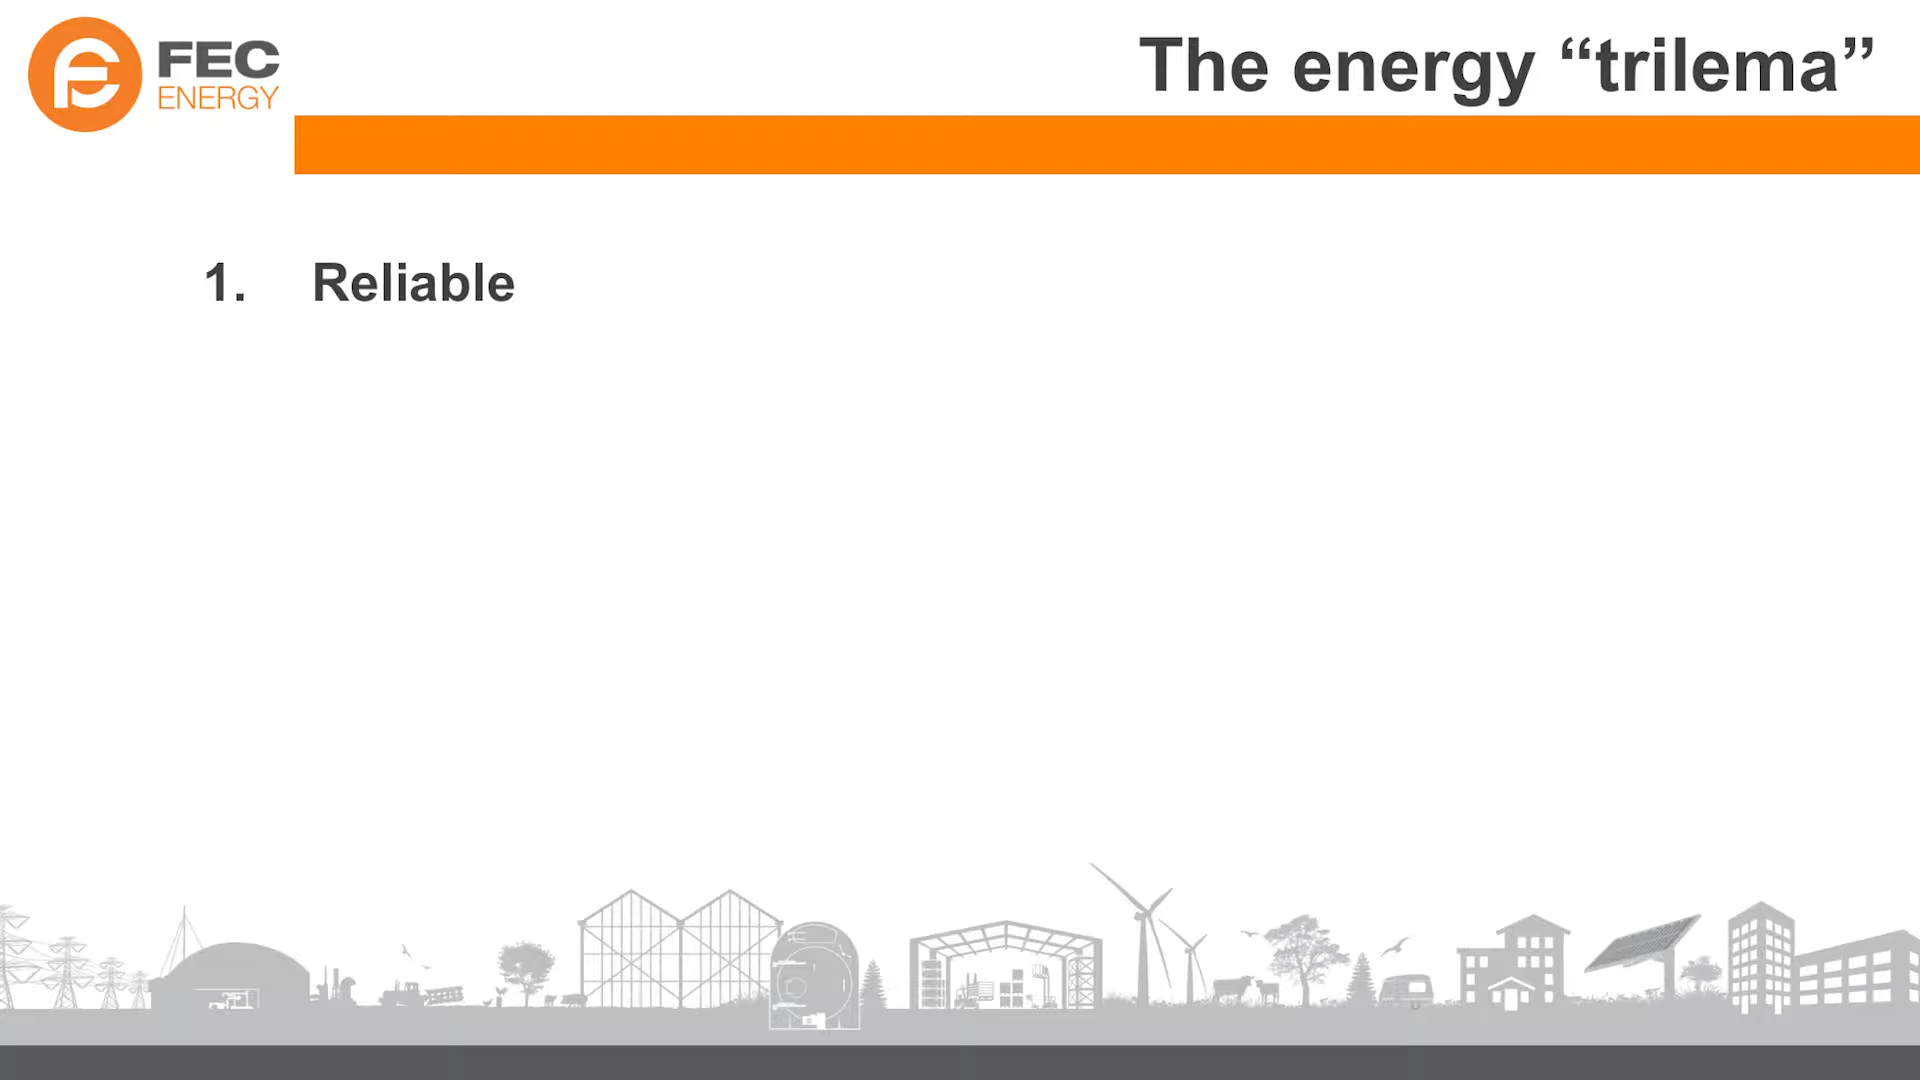 FEC
ENERGY
The energy “trilema”
1. Reliable